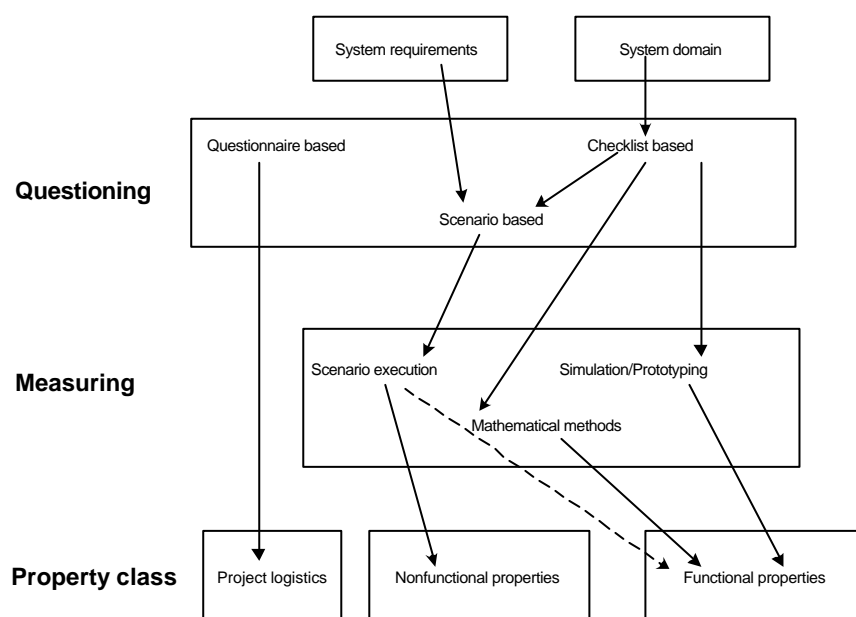 System requirements
System domain
Questionnaire based
Checklist based
Questioning
Scenario based
Scenario execution
Simulation/Prototyping
Measuring
Mathematical methods
Property class
Project logistics
Nonfunctional properties
Functional properties